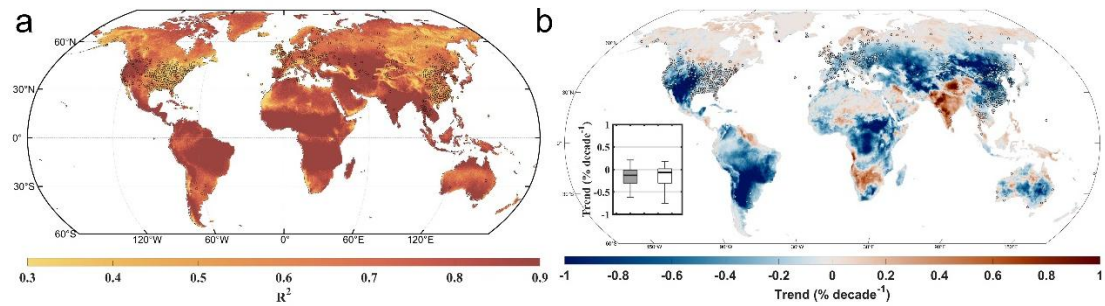 a
60°N
30°N
0°
30°S
60°S
120°W 60°W 0° 60°E 120°E
0.3 0.4 0.5 0.6 0.7 0.8 0.9
R²
b
30°N
30°S
60°S
1
0.5
0
-0.5
-1
Trend (% decade⁻¹)
-1 -0.8 -0.6 -0.4 -0.2 0 0.2 0.4 0.6 0.8 1
Trend (% decade⁻¹)